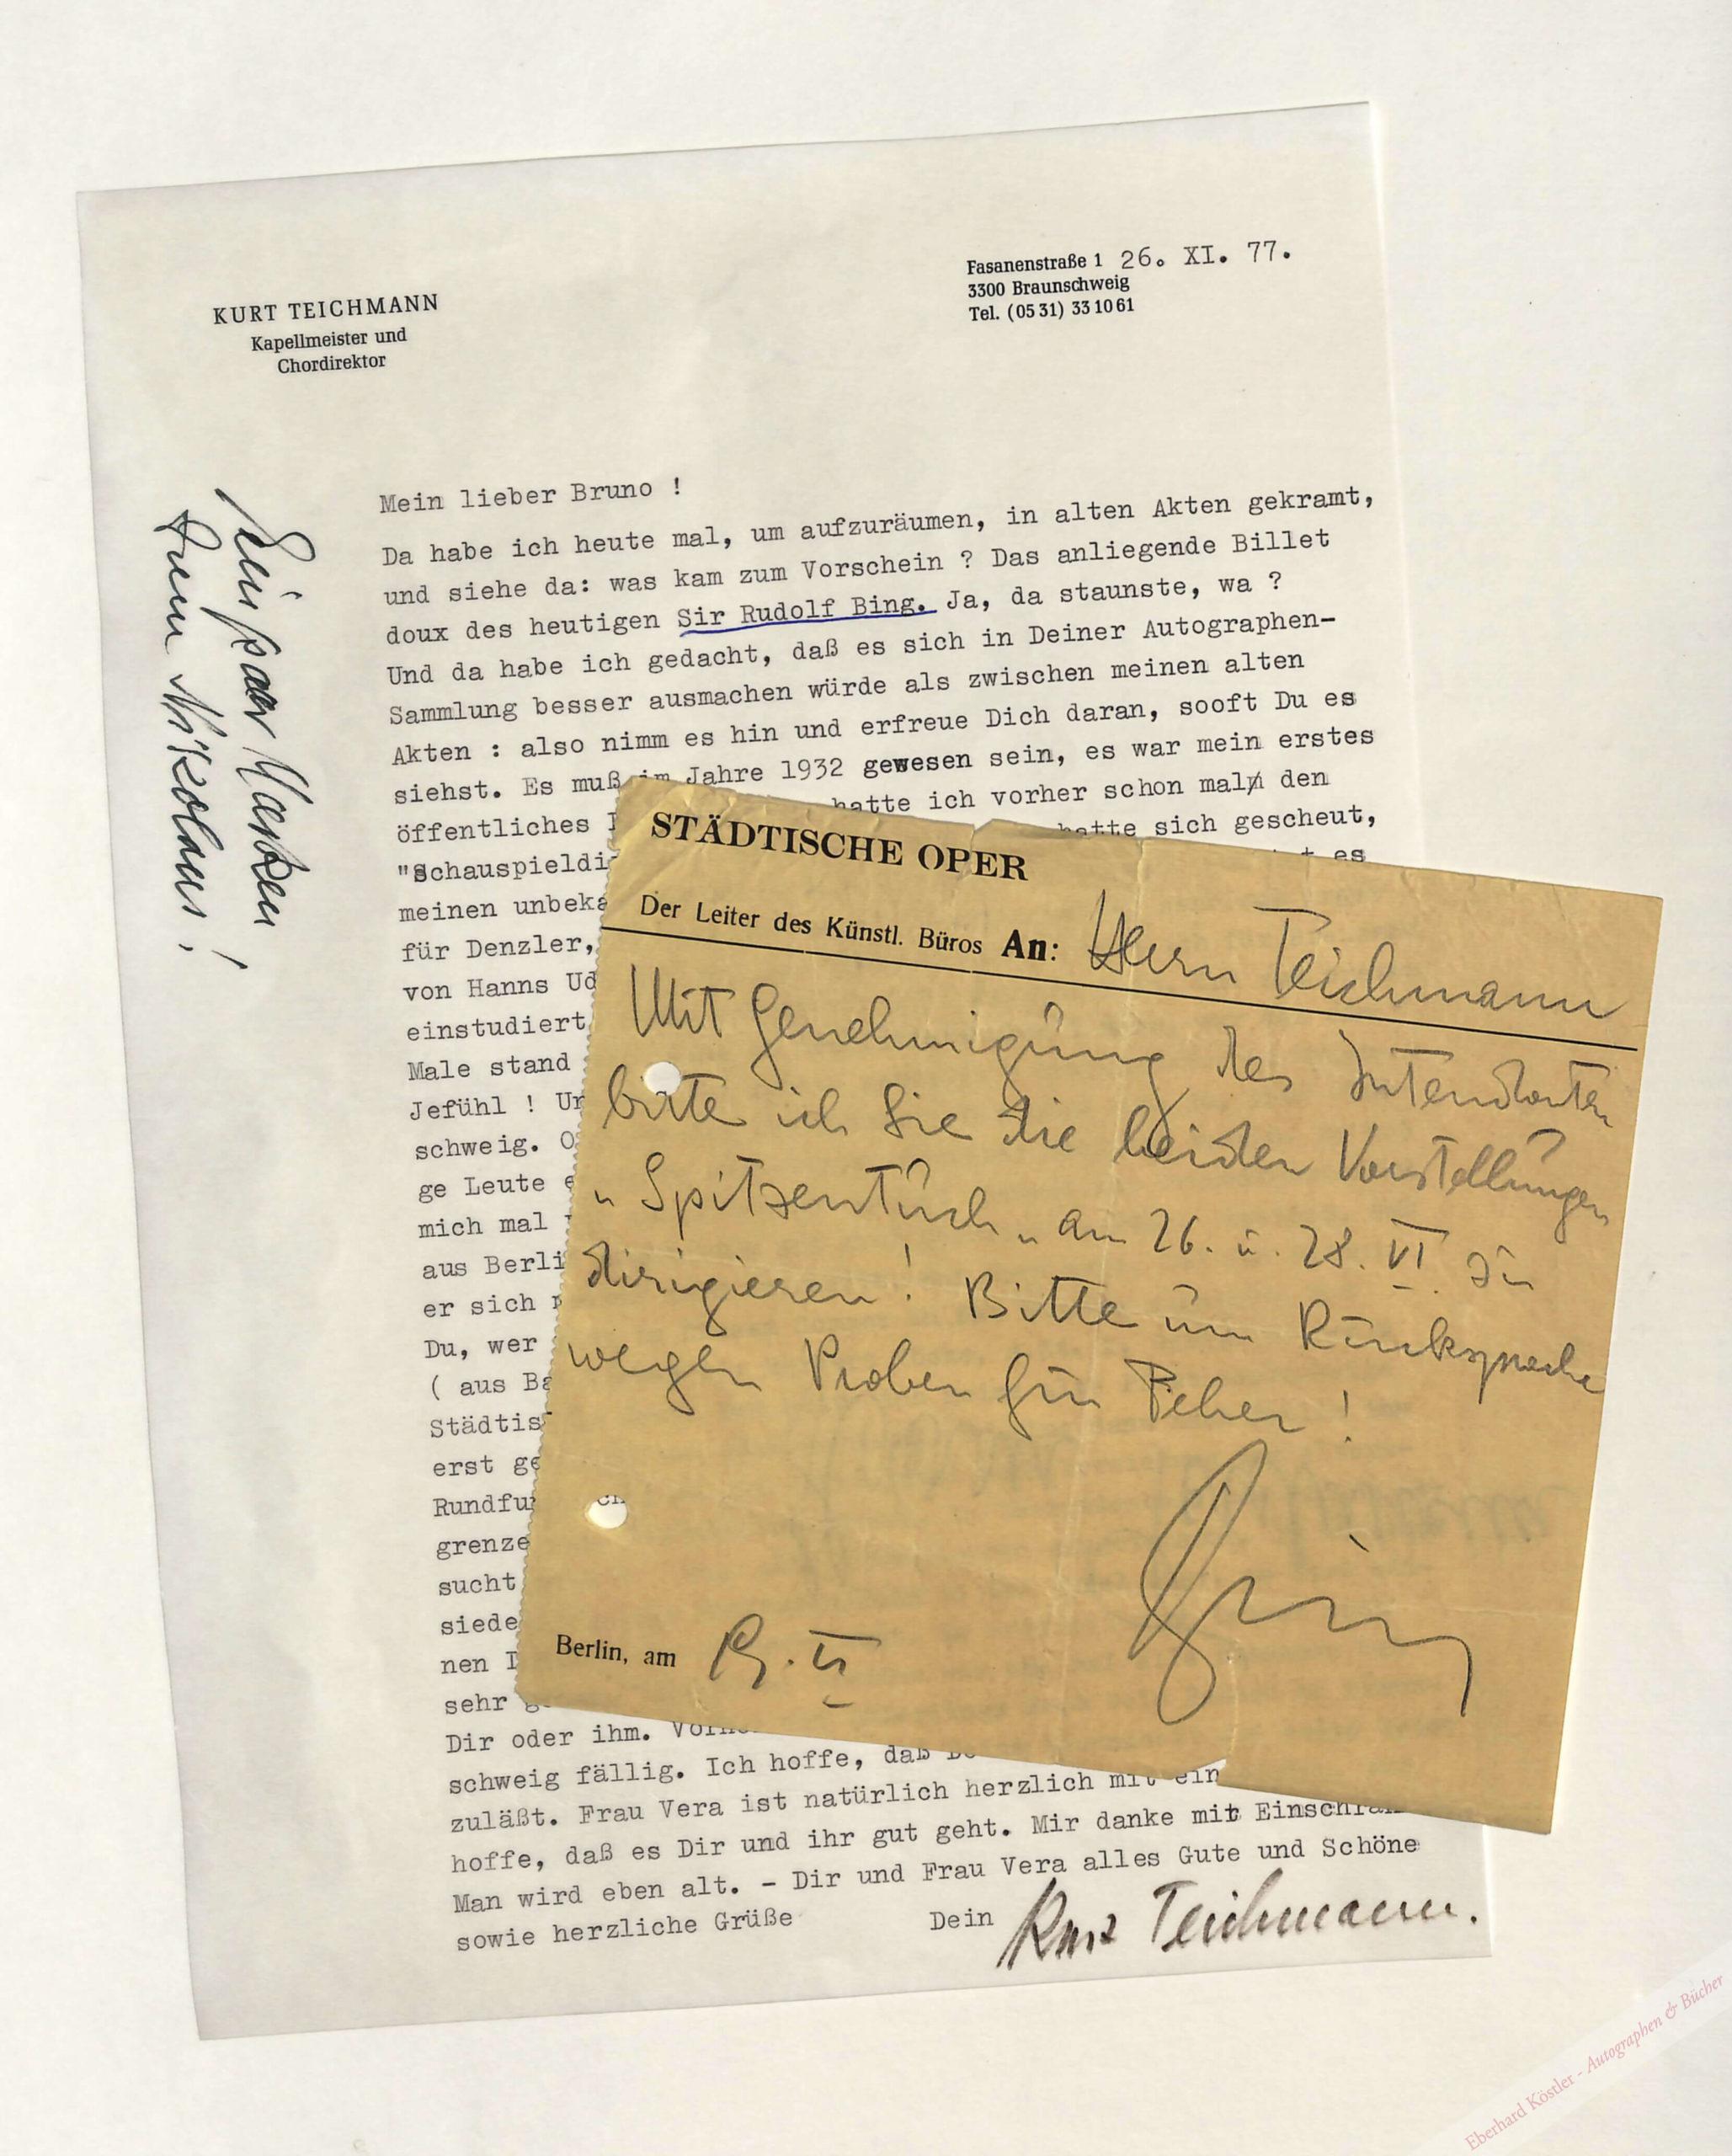 KURT TEICHMANN
Kapellmeister und
Chordirektor
Fasanenstraße 1 26. XI. 77.
3300 Braunschweig
Tel. (05 31) 33 10 61
Mein lieber Bruno !
Da habe ich heute mal, um aufzuräumen, in alten Akten gekramt,
und siehe da: was kam zum Vorschein ? Das anliegende Billet
doux des heutigen Sir Rudolf Bing. Ja, da staunste, wa ?
Und da habe ich gedacht, daß es sich in Deiner Autographen-
Sammlung besser ausmachen würde als zwischen meinen alten
Akten : also nimm es hin und erfreue Dich daran, sooft Du es
siehst. Es muß im Jahre 1932 gewesen sein, es war mein erstes
öffentliches hatte ich vorher schon mal den
"Schauspieldi hatte sich gescheut,
meinen unbeka es
für Denzler,
von Hanns Ud
einstudiert
Male stand
Jefühl ! Un
schweig. O
ge Leute e
mich mal
aus Berli
er sich
Du, wer
( aus Ba
Städtis
erst ge
Rundfun
grenze
sucht
siede
nen I
sehr
Dir oder ihm.
schweig fällig. Ich hoffe, daß
zuläßt. Frau Vera ist natürlich herzlich mit ein
hoffe, daß es Dir und ihr gut geht. Mir danke mit Einschrän
Man wird eben alt. - Dir und Frau Vera alles Gute und Schöne
sowie herzliche Grüße Dein Kurt Teichmann.
Ein paar Marken
zum Nikolaus!
STÄDTISCHE OPER
Der Leiter des Künstl. Büros An: Herrn Teichmann
Mit Genehmigung des Intendanten
bitte ich Sie die beiden Vorstellungen
"Spitzentuch" am 26. u. 28. VI zu
dirigieren! Bitte um Rücksprache
wegen Proben für Feher!
Bing
Berlin, am 19. VI
Eberhard Köstler - Autographen & Bücher